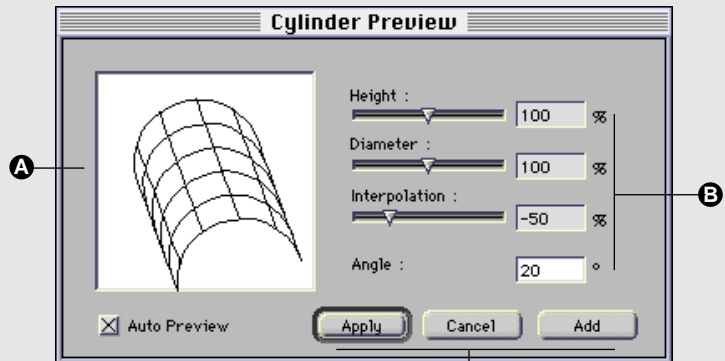 Cylinder Preview
A
Height :
100 %
Diameter :
100 %
Interpolation :
-50 %
Angle :
20 °
B
Auto Preview
Apply
Cancel
Add